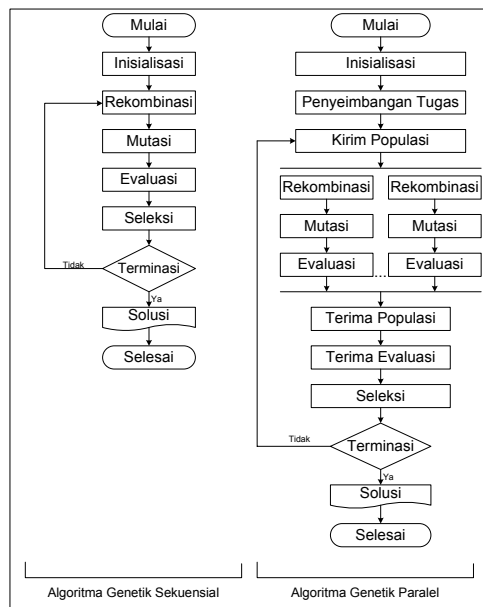 Mulai
Inisialisasi
Rekombinasi
Mutasi
Evaluasi
Seleksi
Tidak
Terminasi
Ya
Solusi
Selesai
Algoritma Genetik Sekuensial
Mulai
Inisialisasi
Penyeimbangan Tugas
Kirim Populasi
Rekombinasi Rekombinasi
Mutasi Mutasi
Evaluasi ... Evaluasi
Terima Populasi
Terima Evaluasi
Seleksi
Tidak
Terminasi
Ya
Solusi
Selesai
Algoritma Genetik Paralel